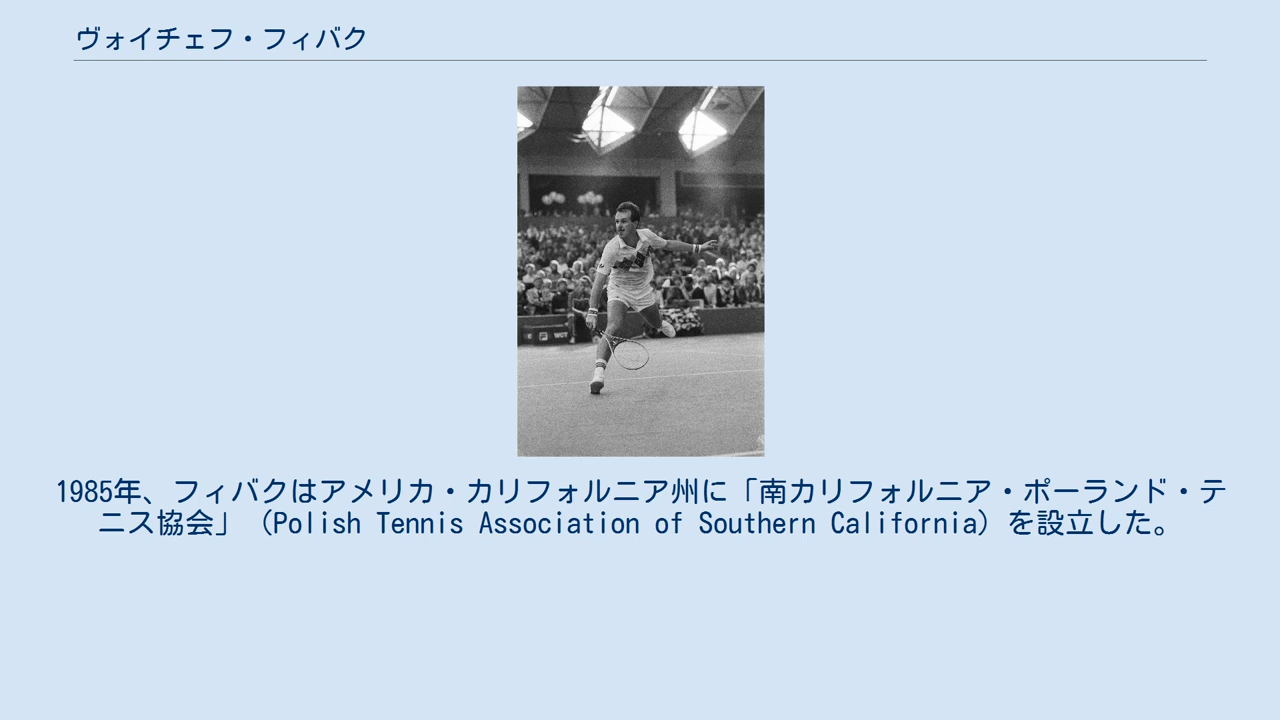 ヴォイチェフ・フィバク
WCT
1985年、フィバクはアメリカ・カリフォルニア州に「南カリフォルニア・ポーランド・テ
ニス協会」（Polish Tennis Association of Southern California）を設立した。